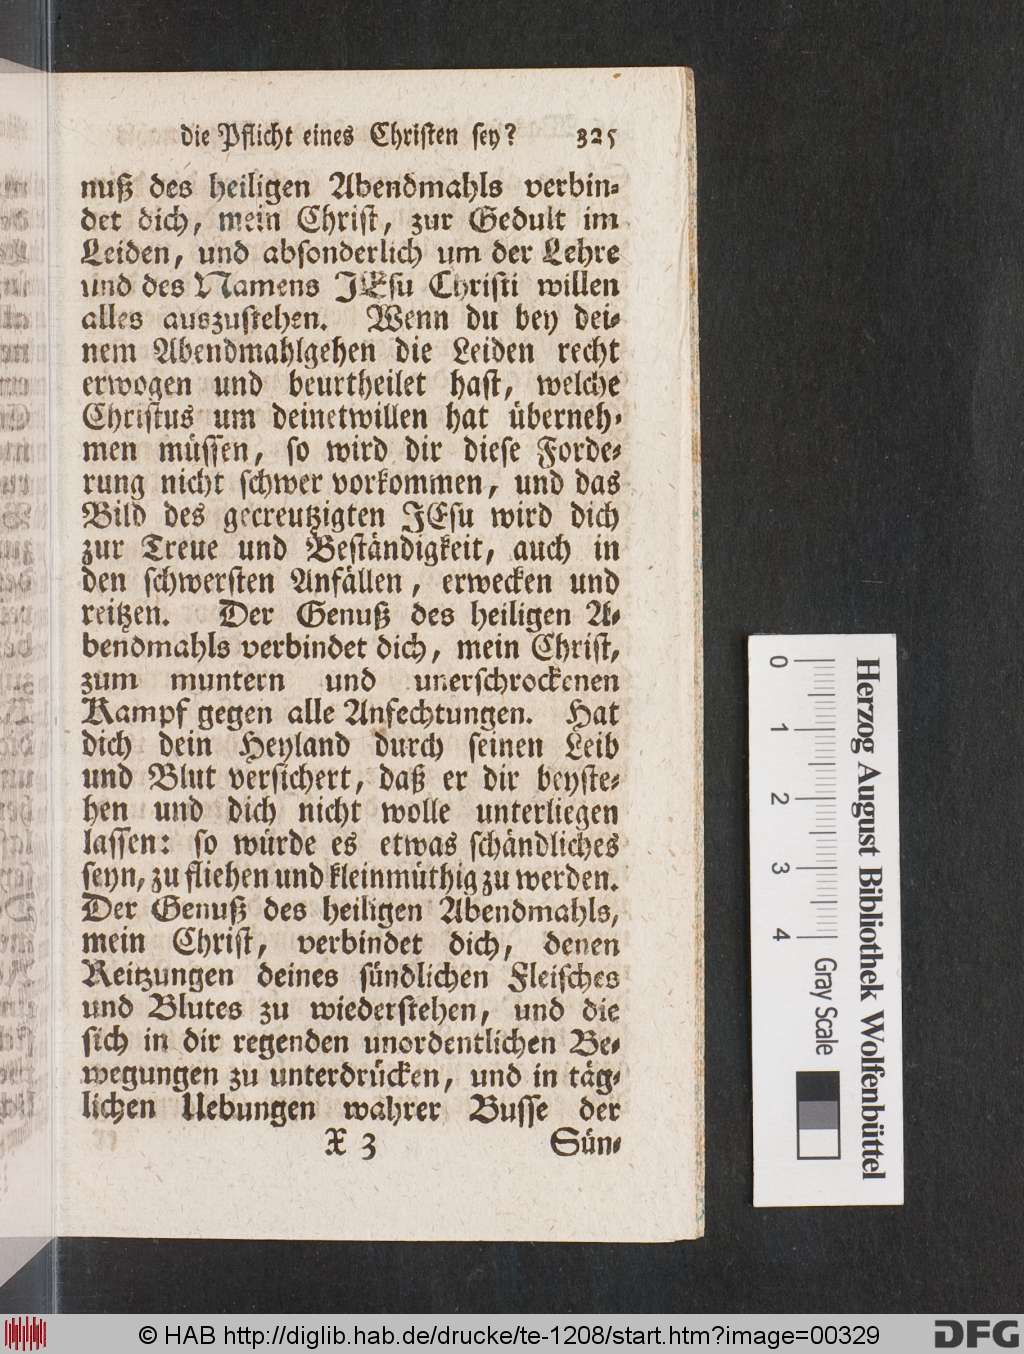 die Pflicht eines Christen sey? 325
nuß des heiligen Abendmahls verbin-
det dich, mein Christ, zur Gedult im
Leiden, und absonderlich um der Lehre
und des Namens JEsu Christi willen
alles auszustehen. Wenn du bey dei-
nem Abendmahlgehen die Leiden recht
erwogen und beurtheilet hast, welche
Christus um deinetwillen hat überneh-
men müssen, so wird dir diese Forde-
rung nicht schwer vorkommen, und das
Bild des gecreutzigten JEsu wird dich
zur Treue und Beständigkeit, auch in
den schwersten Anfällen, erwecken und
reitzen. Der Genuß des heiligen A-
bendmahls verbindet dich, mein Christ,
zum muntern und unerschrockenen
Kampf gegen alle Anfechtungen. Hat
dich dein Heyland durch seinen Leib
und Blut versichert, daß er dir beyste-
hen und dich nicht wolle unterliegen
lassen: so würde es etwas schändliches
seyn, zu fliehen und kleinmüthig zu werden.
Der Genuß des heiligen Abendmahls,
mein Christ, verbindet dich, denen
Reitzungen deines sündlichen Fleisches
und Blutes zu wiederstehen, und die
sich in dir regenden unordentlichen Be-
wegungen zu unterdrücken, und in täg-
lichen Uebungen wahrer Busse der
X 3 Sün-
0 1 2 3 4 Gray Scale
Herzog August Bibliothek Wolfenbüttel
© HAB http://diglib.hab.de/drucke/te-1208/start.htm?image=00329
DFG